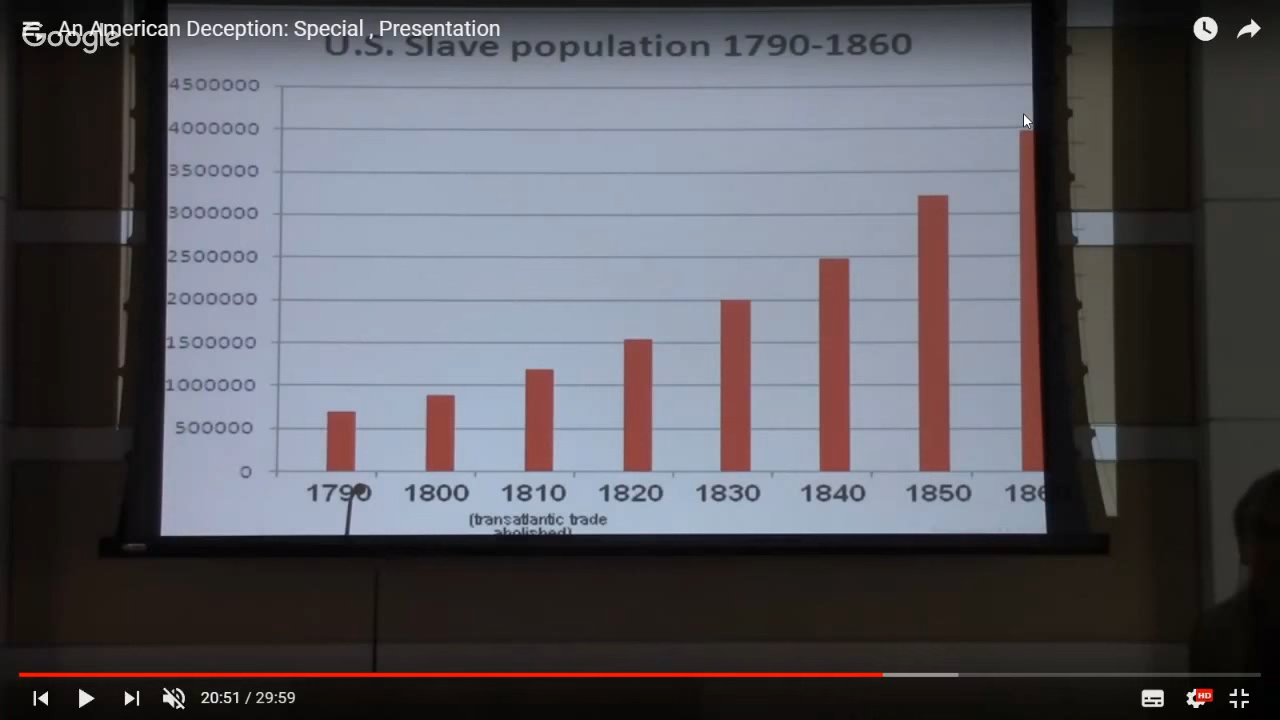 An American Deception: Special , Presentation
Google
U.S. Slave population 1790-1860
4500000
4000000
3500000
3000000
2500000
2000000
1500000
1000000
500000
0
1790 1800 1810 1820 1830 1840 1850 1860
(transatlantic trade
abolished)
20:51 / 29:59
HD